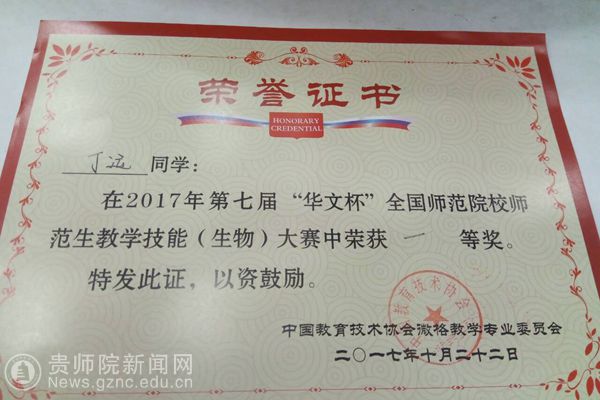 荣誉证书
HONORARY
CREDENTIAL
丁远 同学：
在2017年第七届“华文杯”全国师范院校师
范生教学技能（生物）大赛中荣获 一 等奖。
特发此证，以资鼓励。
中国教育技术协会微格教学专业委员会
二〇一七年十月二十二日
贵师院新闻网
News.gznc.edu.cn